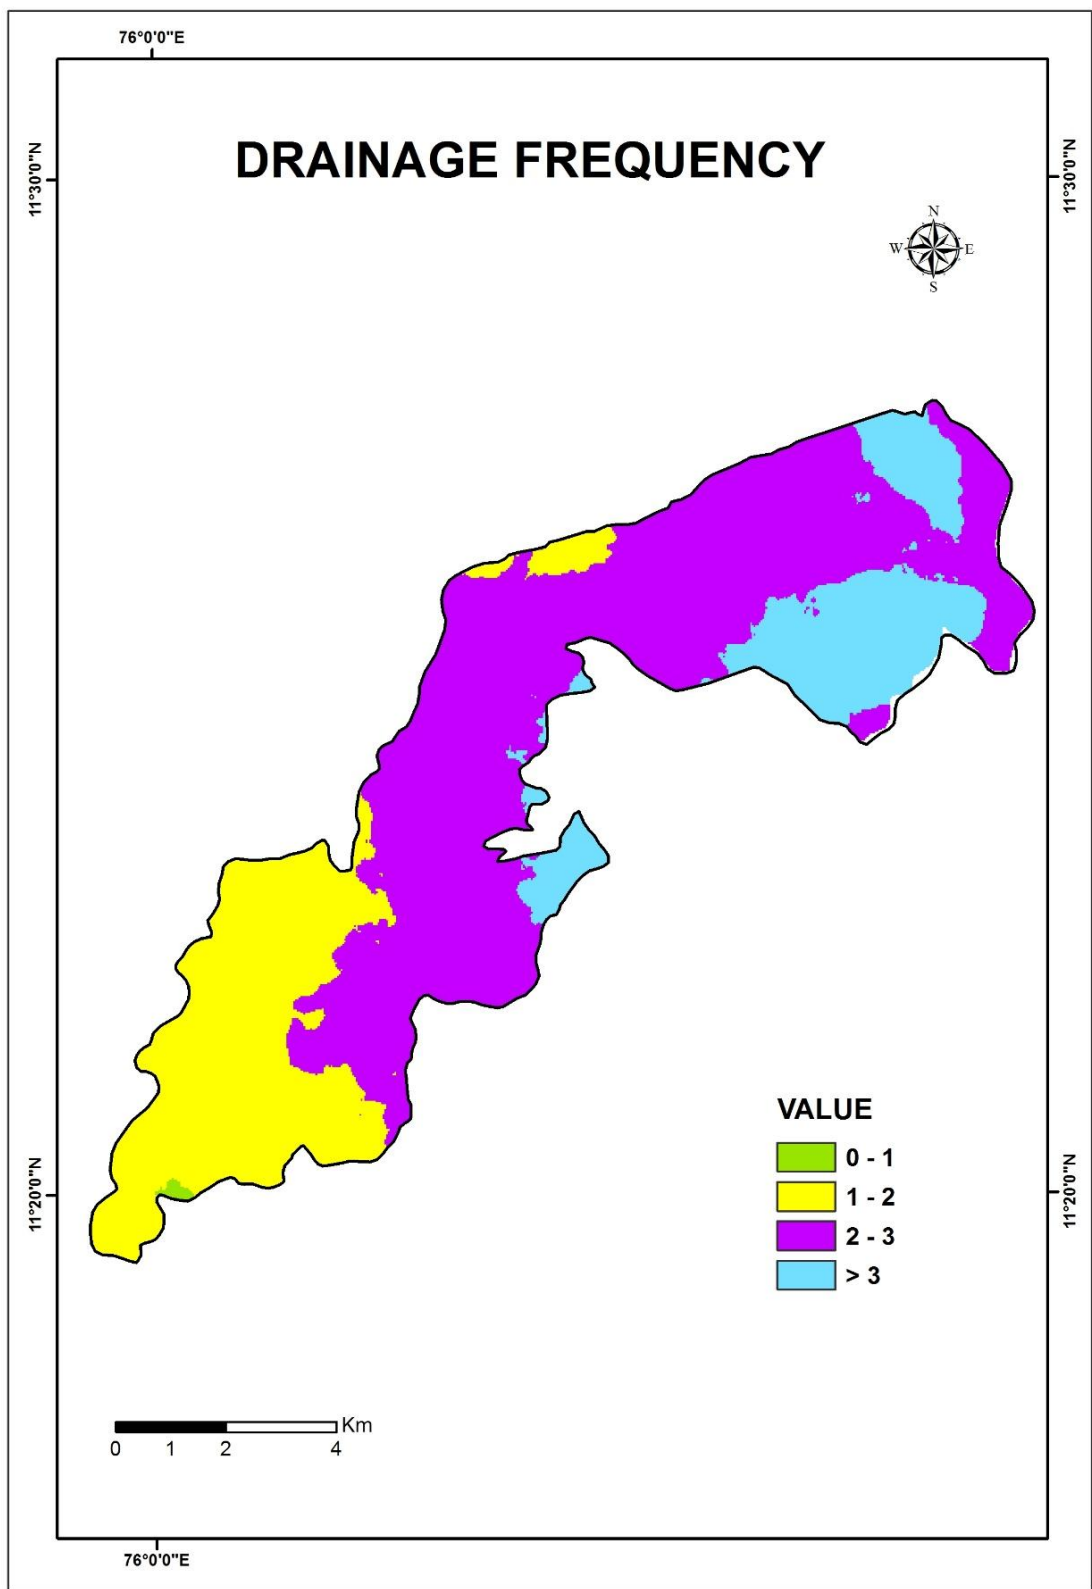 76°0'0"E
DRAINAGE FREQUENCY
11°30'0"N
11°30'0"N
N
W E
S
VALUE
0 - 1
1 - 2
2 - 3
> 3
11°20'0"N
11°20'0"N
Km
0 1 2 4
76°0'0"E